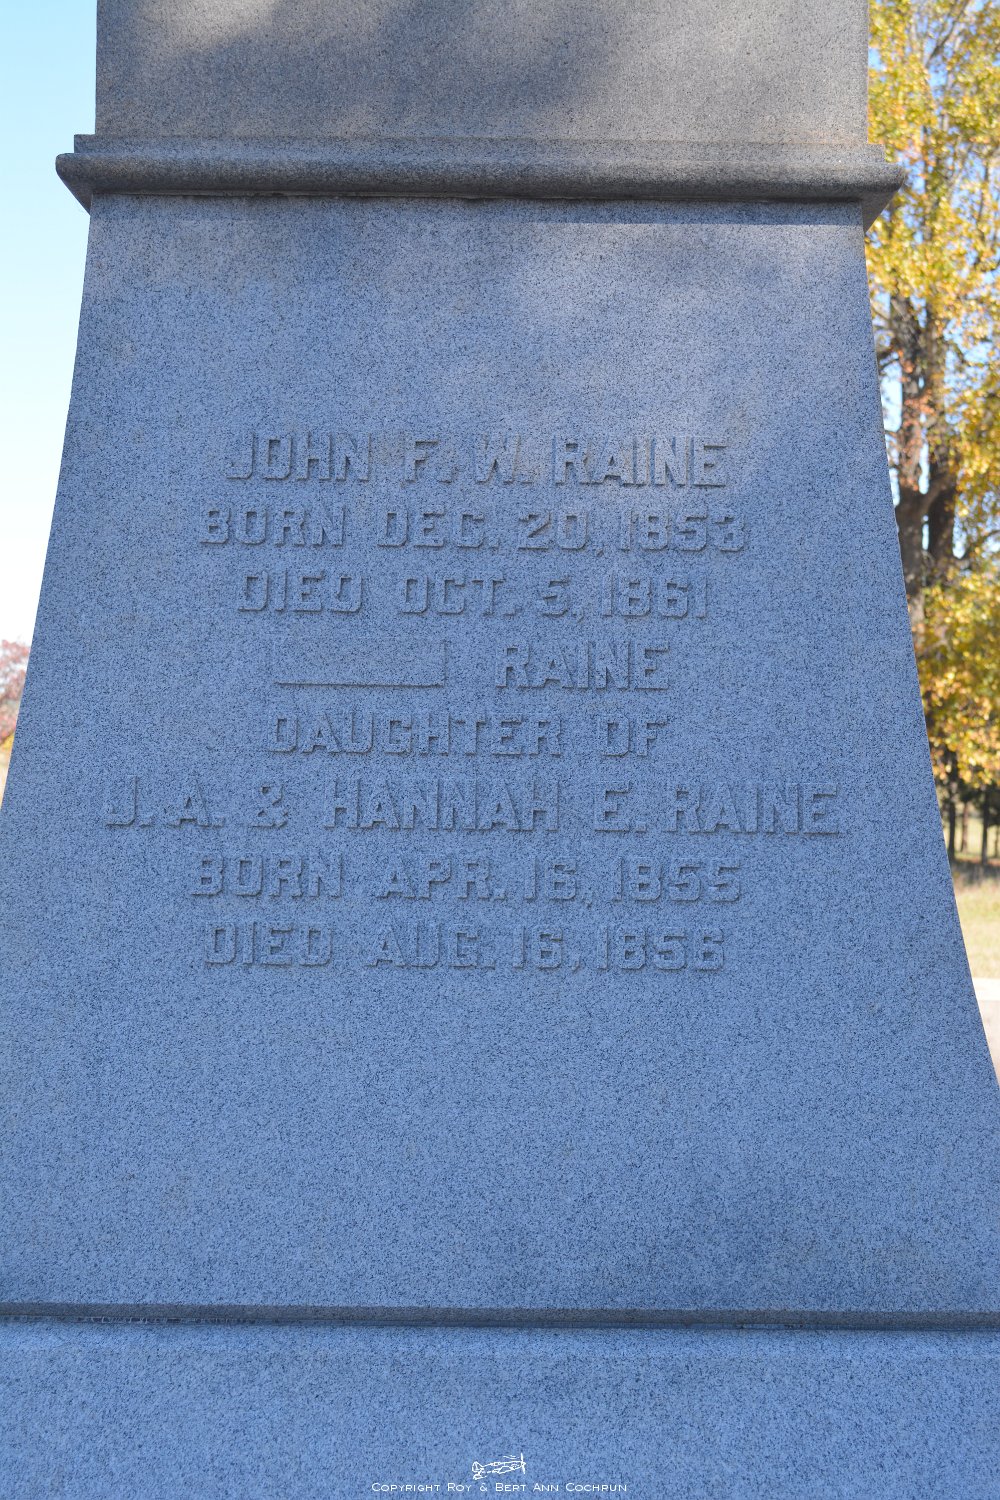 JOHN F. W. RAINE
BORN DEC. 20, 1853
DIED OCT. 5, 1861
RAINE
DAUGHTER OF
J. A. & HANNAH E. RAINE
BORN APR. 16, 1855
DIED AUG. 16, 1856
COPYRIGHT ROY & BERT ANN COCHRUN